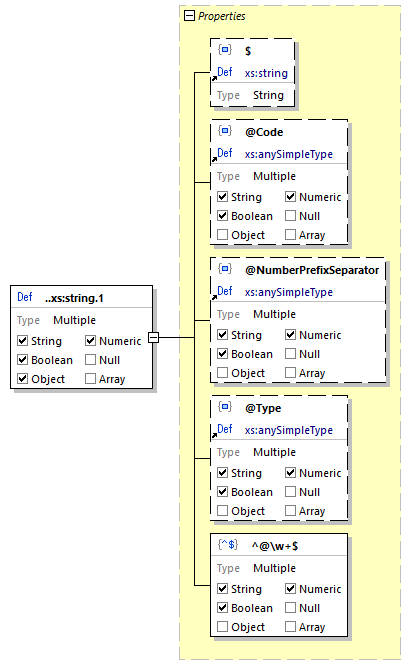 Properties
$
Def xs:string
Type String
@Code
Def xs:anySimpleType
Type Multiple
String Numeric
Boolean Null
Object Array
@NumberPrefixSeparator
Def xs:anySimpleType
Type Multiple
String Numeric
Boolean Null
Object Array
Def ..xs:string.1
Type Multiple
String Numeric
Boolean Null
Object Array
@Type
Def xs:anySimpleType
Type Multiple
String Numeric
Boolean Null
Object Array
{^$} ^@\w+$
Type Multiple
String Numeric
Boolean Null
Object Array